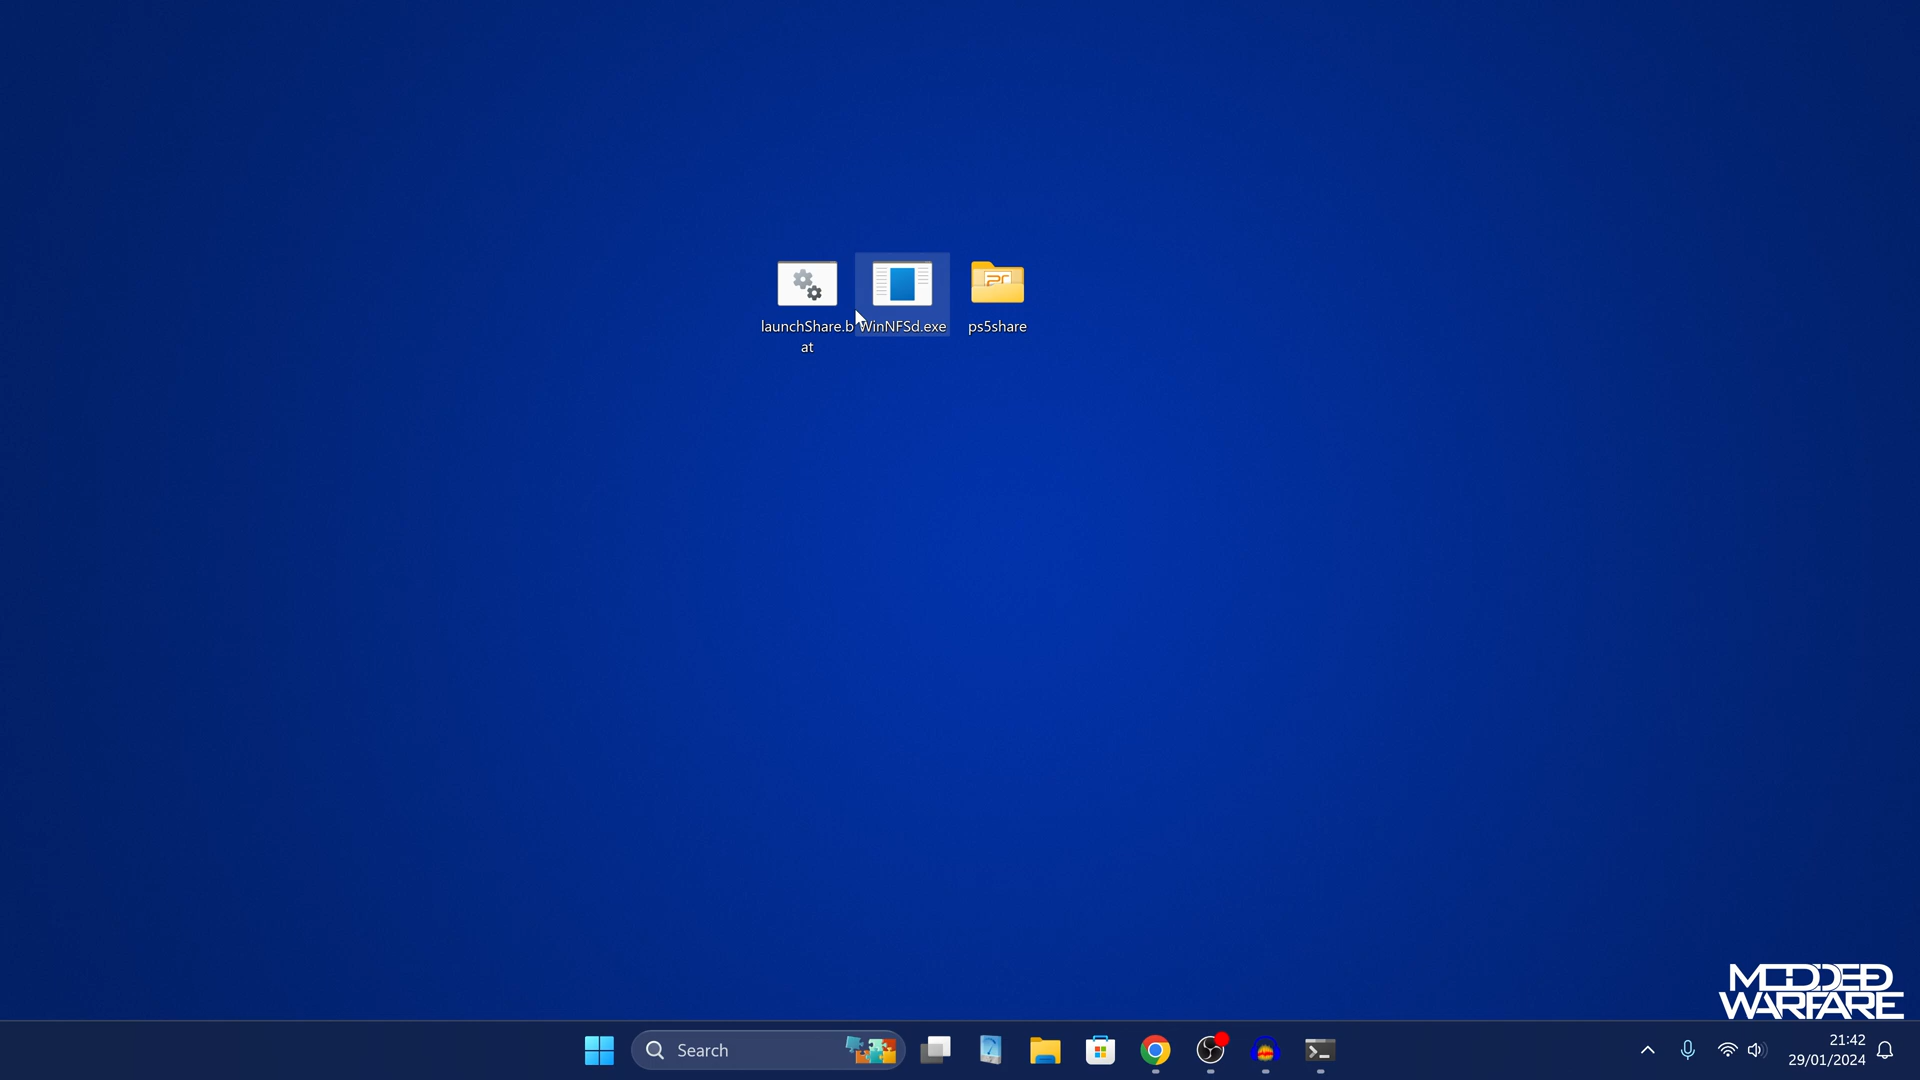 launchShare.b
at
WinNFSd.exe
ps5share
MODDED
WARFARE
Search
21:42
29/01/2024